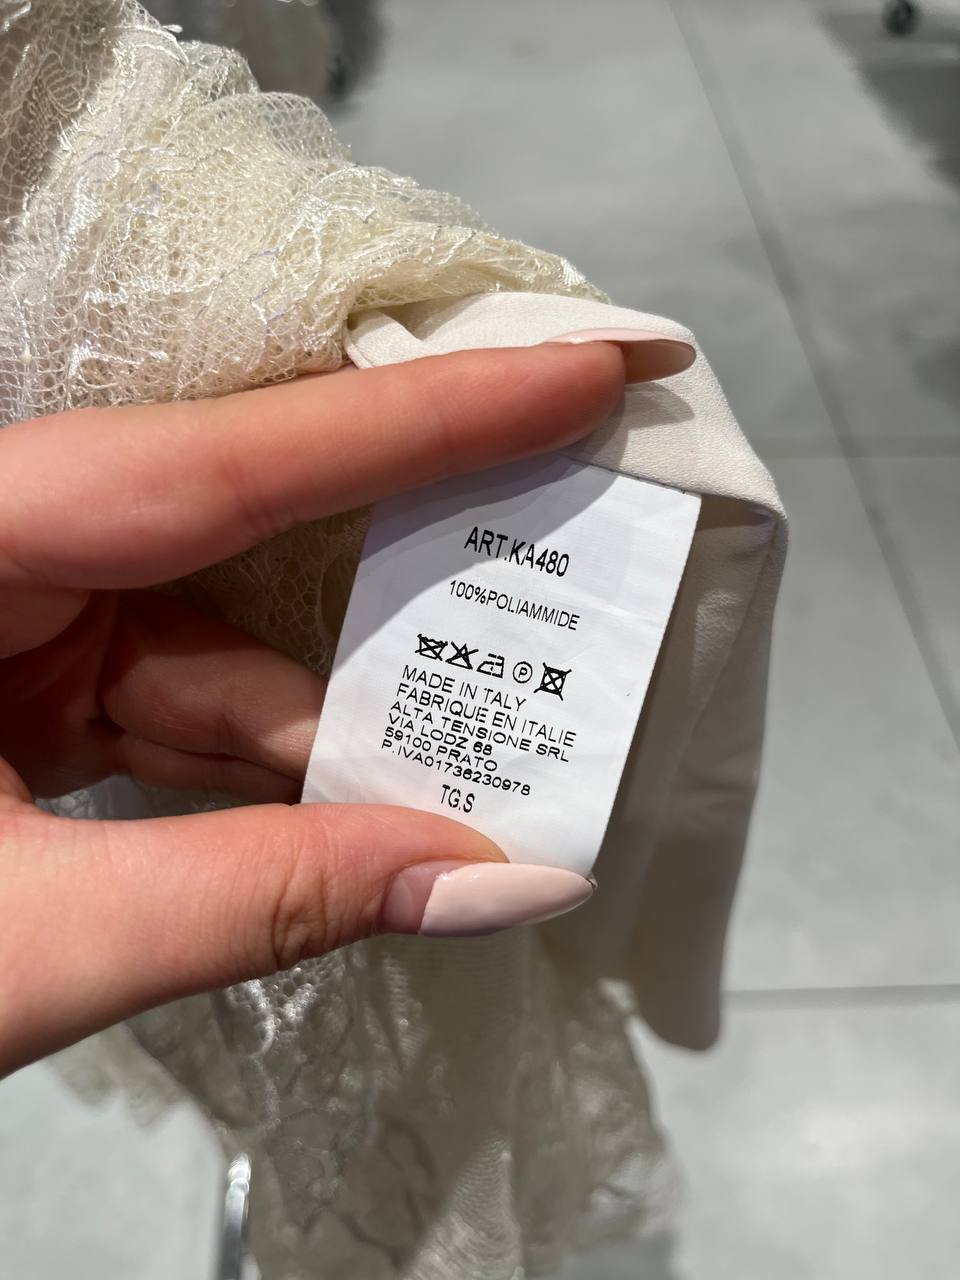 ART.KA480
100%POLIAMMIDE
P
MADE IN ITALY
FABRIQUE EN ITALIE
ALTA TENSIONE SRL
VIA LODZ 68
59100 PRATO
P.IVA01736230978
TG.S